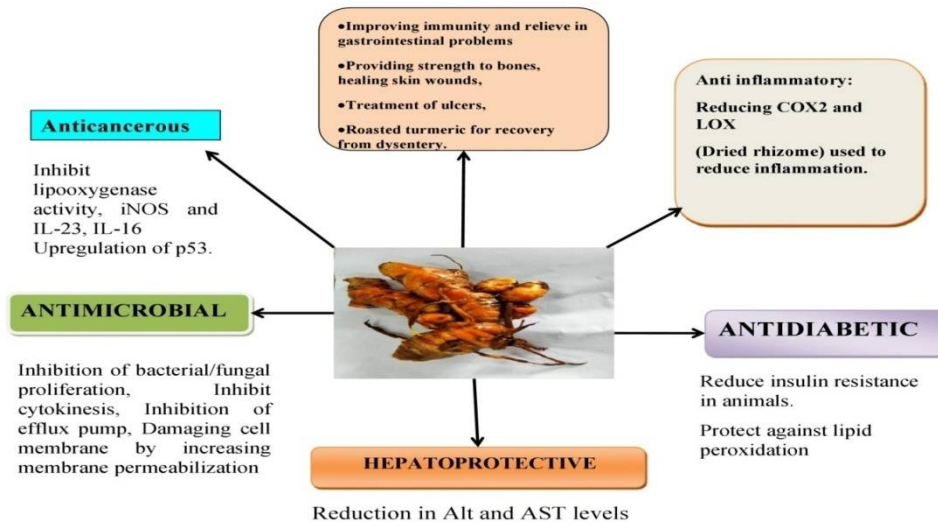 •Improving immunity and relieve in
gastrointestinal problems
•Providing strength to bones,
healing skin wounds,
•Treatment of ulcers,
•Roasted turmeric for recovery
from dysentery.
Anti inflammatory:
Reducing COX2 and
LOX
(Dried rhizome) used to
reduce inflammation.
Anticancerous
Inhibit
lipooxygenase
activity, iNOS and
IL-23, IL-16
Upregulation of p53.
ANTIMICROBIAL
Inhibition of bacterial/fungal
proliferation, Inhibit
cytokinesis, Inhibition of
efflux pump, Damaging cell
membrane by increasing
membrane permeabilization
ANTIDIABETIC
Reduce insulin resistance
in animals.
Protect against lipid
peroxidation
HEPATOPROTECTIVE
Reduction in Alt and AST levels